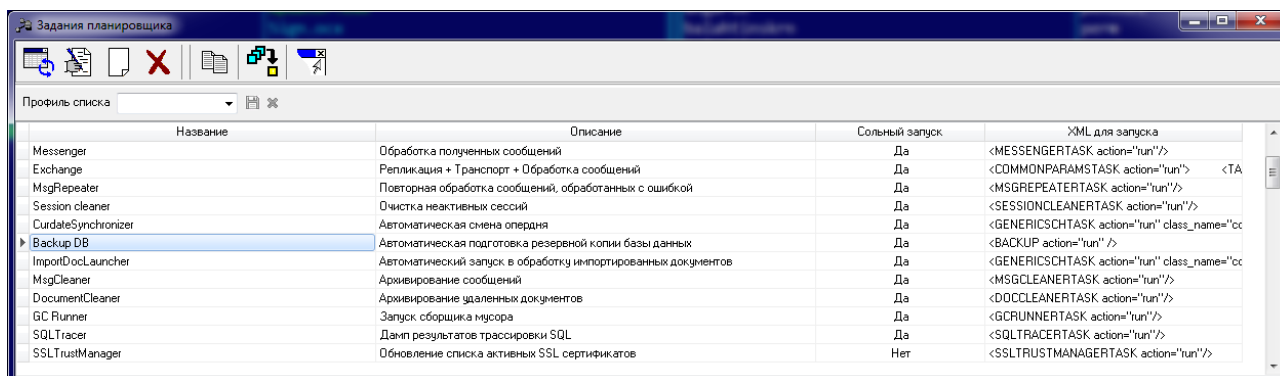 Задания планировщика
Профиль списка
Название Описание Сольный запуск XML для запуска
Messenger Обработка полученных сообщений Да <MESSENGERTASK action="run"/>
Exchange Репликация + Транспорт + Обработка сообщений Да <COMMONPARAMSTASK action="run"> <TA
MsgRepeater Повторная обработка сообщений, обработанных с ошибкой Да <MSGREPEATERTASK action="run"/>
Session cleaner Очистка неактивных сессий Да <SESSIONCLEANERTASK action="run"/>
CurdateSynchronizer Автоматическая смена опердня Да <GENERICSCHTASK action="run" class_name="cc
Backup DB Автоматическая подготовка резервной копии базы данных Да <BACKUP action="run" />
ImportDocLauncher Автоматический запуск в обработку импортированных документов Да <GENERICSCHTASK action="run" class_name="cc
MsgCleaner Архивирование сообщений Да <MSGCLEANERTASK action="run"/>
DocumentCleaner Архивирование удаленных документов Да <DOCCLEANERTASK action="run"/>
GC Runner Запуск сборщика мусора Да <GCRUNNERTASK action="run"/>
SQLTracer Дамп результатов трассировки SQL Да <SQLTRACERTASK action="run"/>
SSLTrustManager Обновление списка активных SSL сертификатов Нет <SSLTRUSTMANAGERTASK action="run"/>